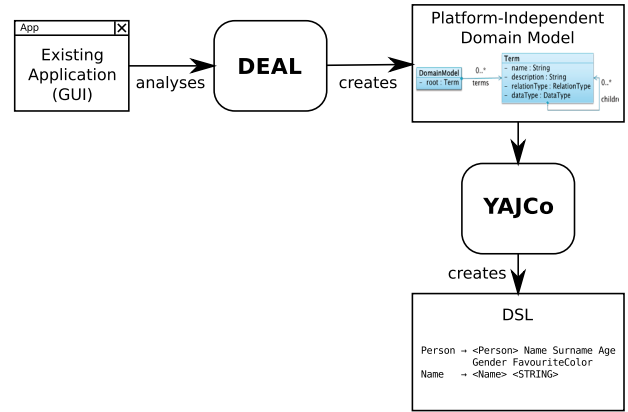 App
Existing
Application
(GUI)
analyses
DEAL
creates
Platform-Independent
Domain Model
DomainModel
- root : Term
0..*
terms
Term
- name : String
- description : String
- relationType : RelationType
- dataType : DataType
0..*
childn
YAJCo
creates
DSL
Person → <Person> Name Surname Age
Gender FavouriteColor
Name → <Name> <STRING>